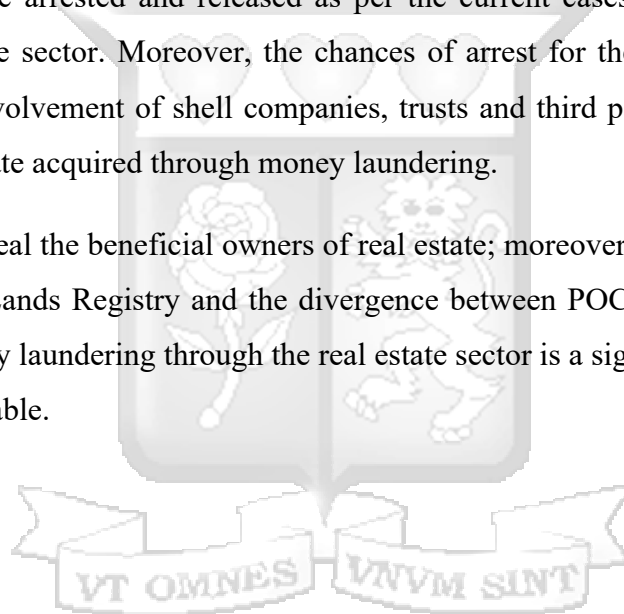 arrested and released as per the current cases
e sector. Moreover, the chances of arrest for the
volvement of shell companies, trusts and third p
ate acquired through money laundering.
eal the beneficial owners of real estate; moreover
ands Registry and the divergence between POC
y laundering through the real estate sector is a sig
able.
VT OMNES VNVM SINT